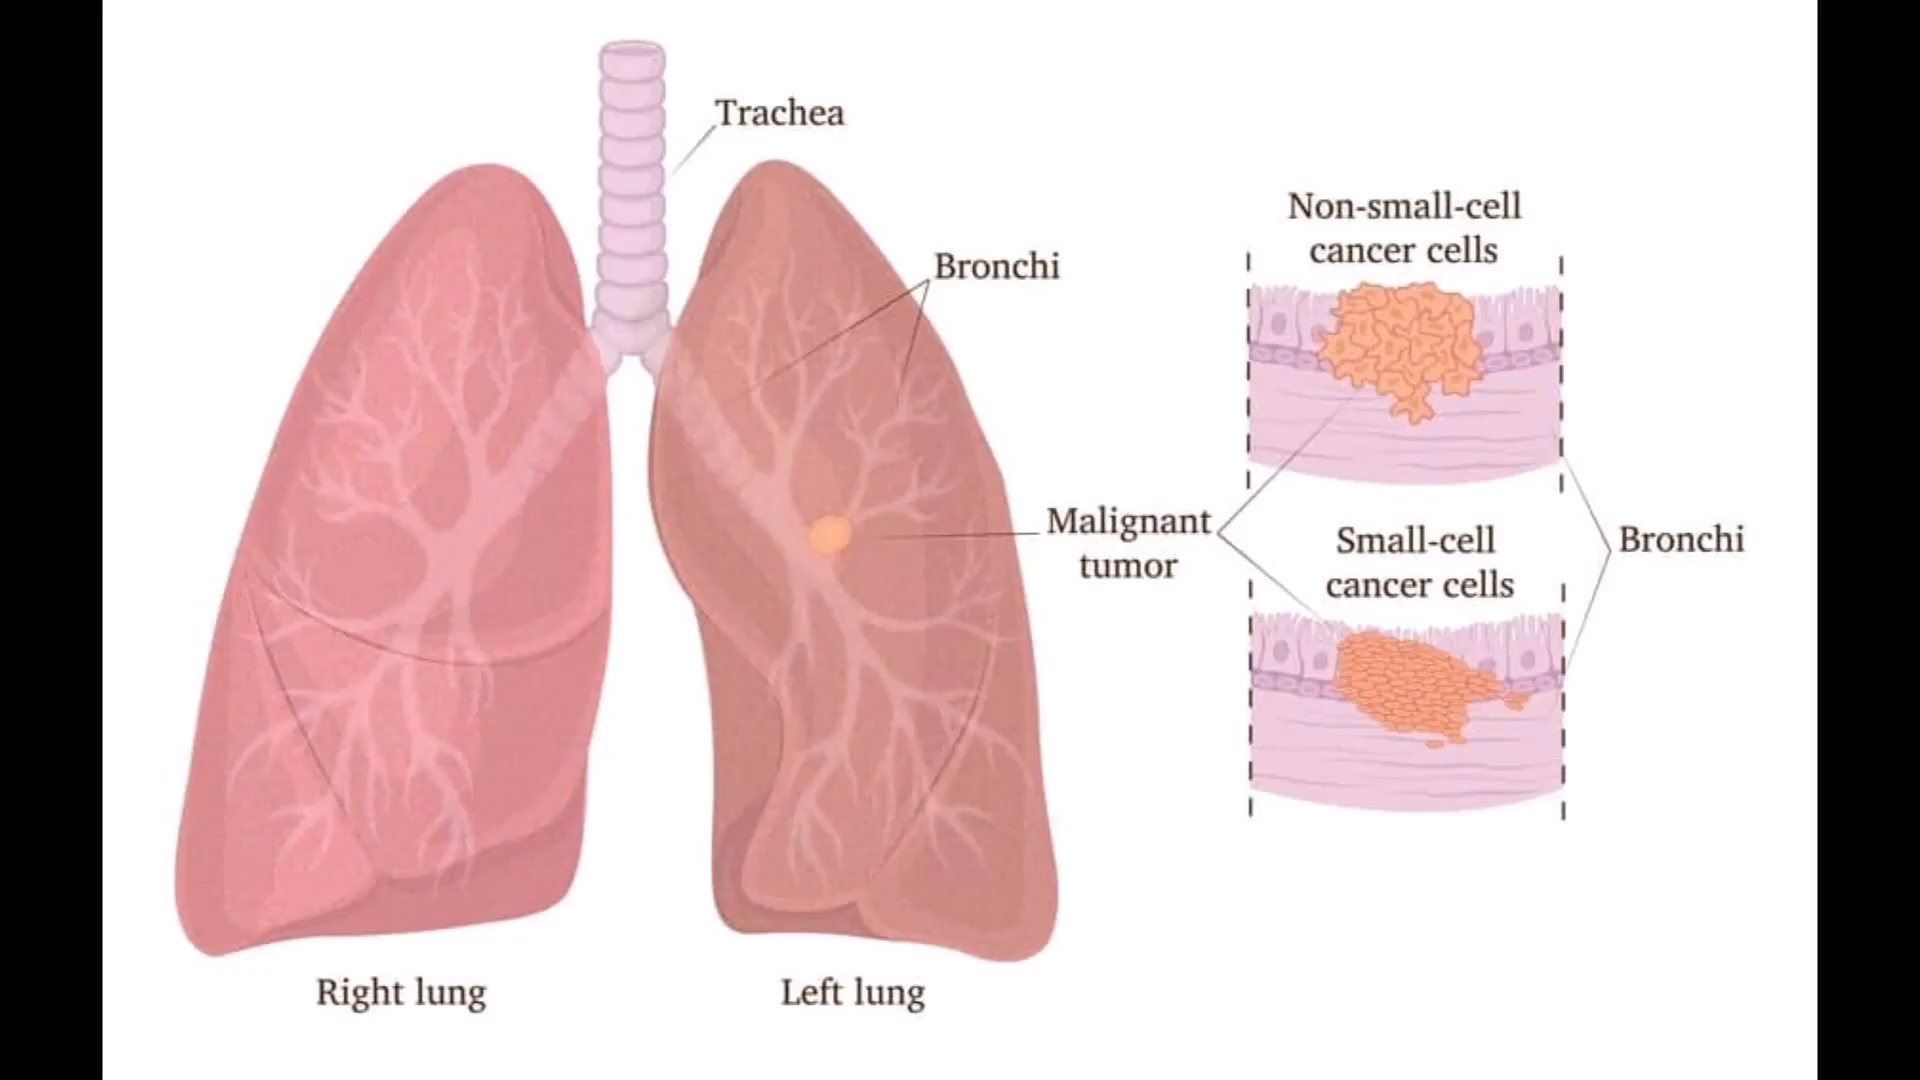 Trachea
Bronchi
Non-small-cell
cancer cells
Malignant
tumor
Small-cell
cancer cells
Bronchi
Right lung
Left lung